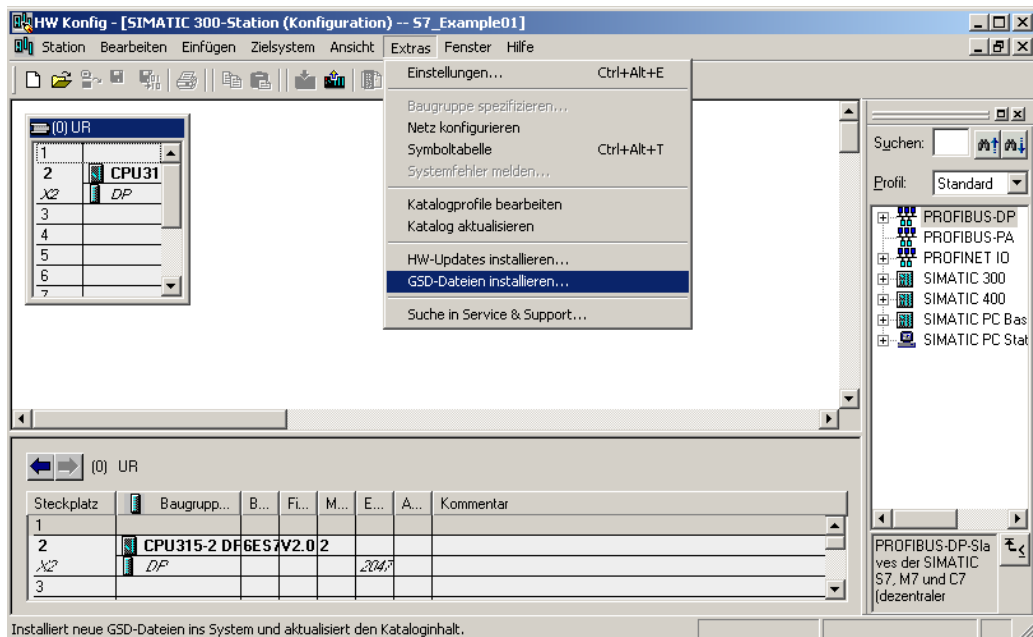 HW Konfig - [SIMATIC 300-Station (Konfiguration) -- S7_Example01]
Station Bearbeiten Einfügen Zielsystem Ansicht Extras Fenster Hilfe
Einstellungen... Ctrl+Alt+E
Baugruppe spezifizieren...
Netz konfigurieren
Symboltabelle Ctrl+Alt+T
Systemfehler melden...
Katalogprofile bearbeiten
Katalog aktualisieren
HW-Updates installieren...
GSD-Dateien installieren...
Suche in Service & Support...
(0) UR
1
2 CPU31
X2 DP
3
4
5
6
7
Suchen:
Profil: Standard
PROFIBUS-DP
PROFIBUS-PA
PROFINET IO
SIMATIC 300
SIMATIC 400
SIMATIC PC Bas
SIMATIC PC Stat
(0) UR
Steckplatz Baugrupp... B... Fi... M... E... A... Kommentar
1
2 CPU315-2 DP 6ES7 V2.0 2
X2 DP 2047
3
PROFIBUS-DP-Sla
ves der SIMATIC
S7, M7 und C7
(dezentraler
Installiert neue GSD-Dateien ins System und aktualisiert den Kataloginhalt.